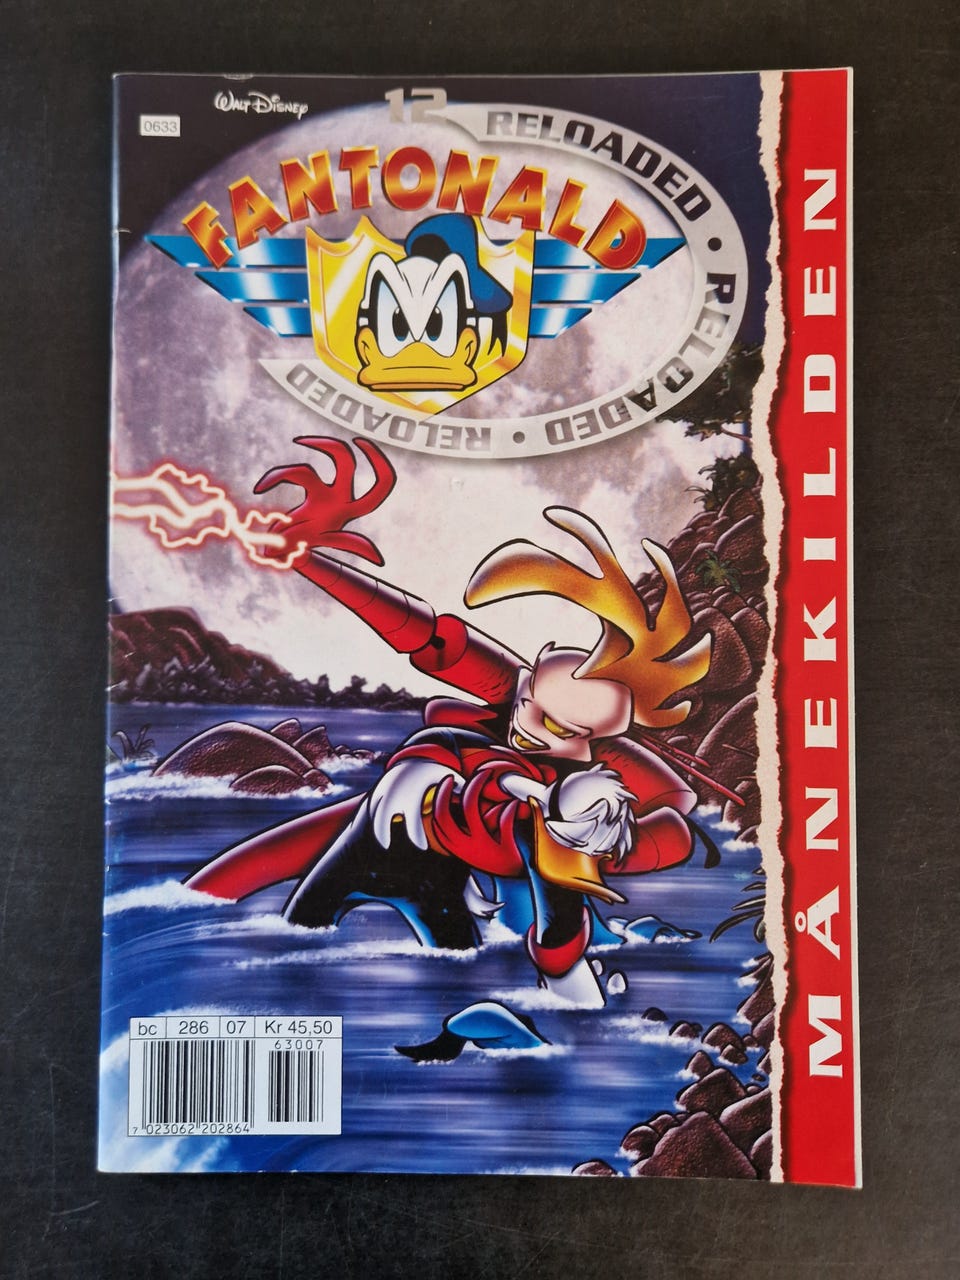 WALT DISNEY
0633
12
RELOADED • RELOADED • RELOADED
FANTONALD
MÅNEKILDEN
bc 286 07 Kr 45,50
63007
7 023062 202864